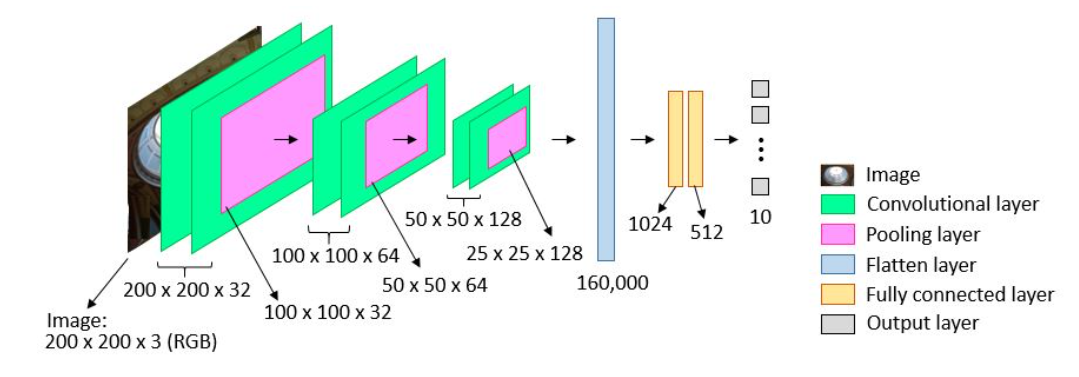 Image:
200 x 200 x 3 (RGB)
200 x 200 x 32
100 x 100 x 32
100 x 100 x 64
50 x 50 x 64
50 x 50 x 128
25 x 25 x 128
160,000
1024
512
10
Image
Convolutional layer
Pooling layer
Flatten layer
Fully connected layer
Output layer